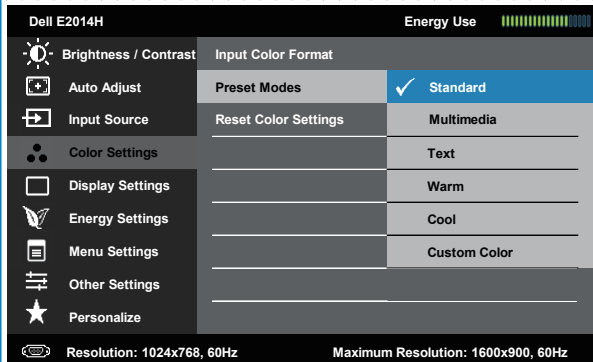 Dell E2014H Energy Use
Brightness / Contrast Input Color Format
Auto Adjust Preset Modes Standard
Input Source Reset Color Settings Multimedia
Color Settings Text
Display Settings Warm
Energy Settings Cool
Menu Settings Custom Color
Other Settings
Personalize
Resolution: 1024x768, 60Hz Maximum Resolution: 1600x900, 60Hz